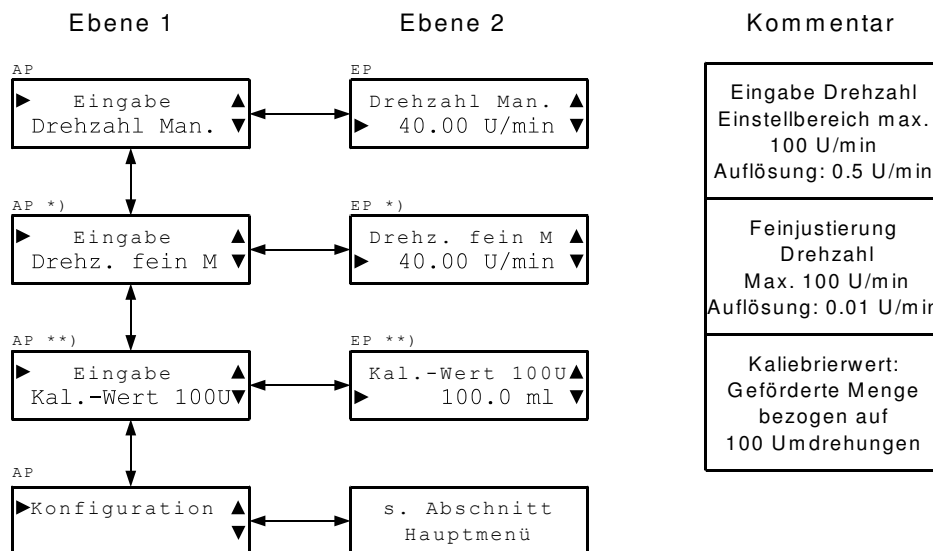 Ebene 1
Ebene 2
Kommentar
AP
EP
Eingabe
Drehzahl Man.
Drehzahl Man.
40.00 U/min
Eingabe Drehzahl
Einstellbereich max.
100 U/min
Auflösung: 0.5 U/min
AP *)
EP *)
Eingabe
Drehz. fein M
Drehz. fein M
40.00 U/min
Feinjustierung
Drehzahl
Max. 100 U/min
Auflösung: 0.01 U/min
AP **)
EP **)
Eingabe
Kal.-Wert 100U
Kal.-Wert 100U
100.0 ml
Kaliebrierwert:
Geförderte Menge
bezogen auf
100 Umdrehungen
AP
Konfiguration
s. Abschnitt
Hauptmenü